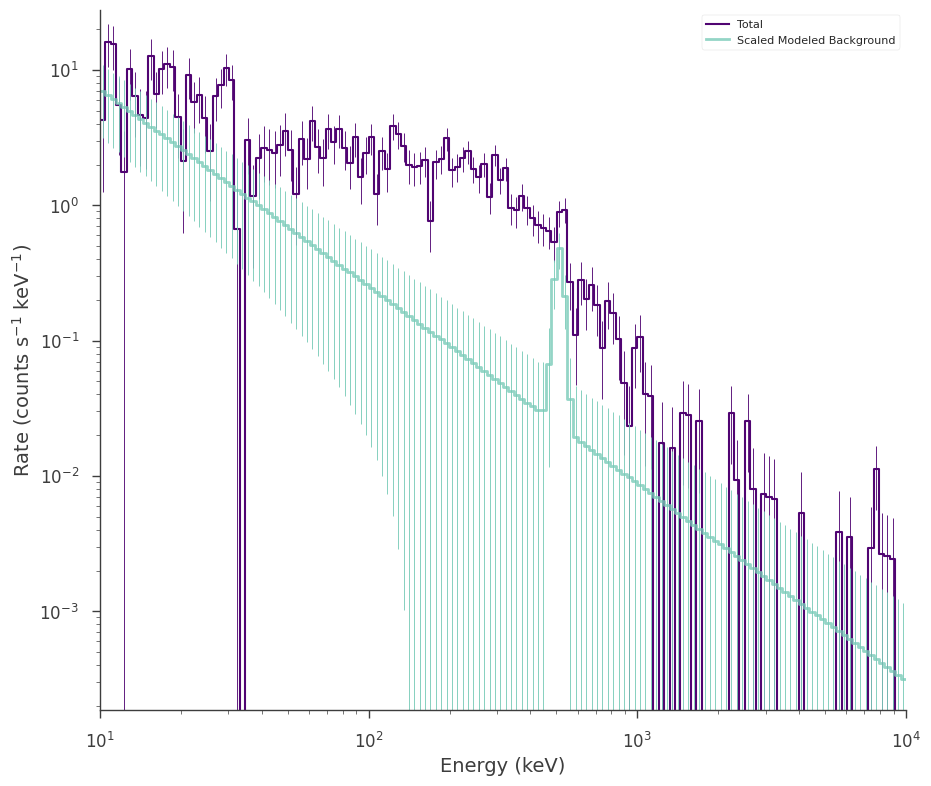 Total
Scaled Modeled Background
Rate (counts s⁻¹ keV⁻¹)
10¹
10⁰
10⁻¹
10⁻²
10⁻³
10¹ 10² 10³ 10⁴
Energy (keV)